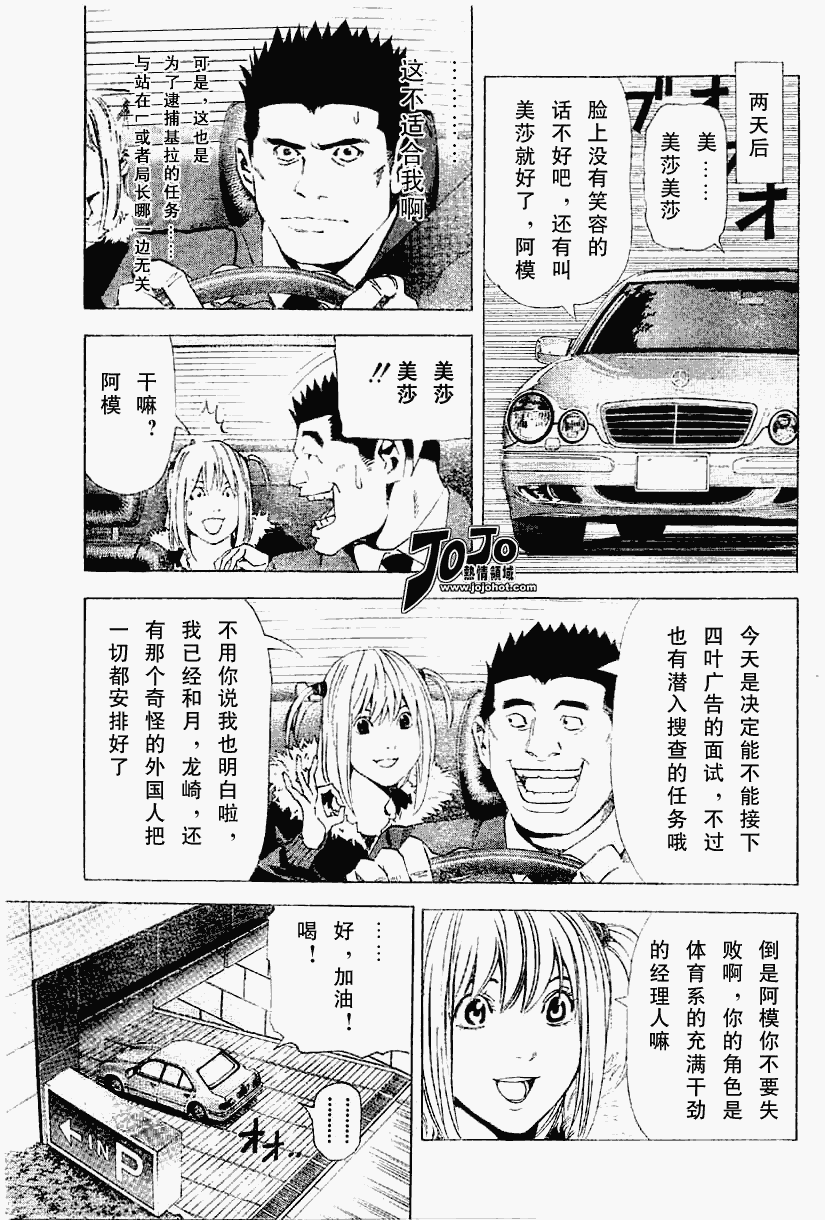 两天后
美……
美莎美莎
脸上没有笑容的
话不好吧，还有叫
美莎就好了，阿模
ブオオオ
…………
这不适合我啊
可是，这也是
为了逮捕基拉的任务……
与站在L或者局长哪一边无关
美莎
美莎!!
干嘛？
阿模
JOJO
熱情領域
www.jojohot.com
今天是决定能不能接下
四叶广告的面试，不过
也有潜入搜查的任务哦
不用你说我也明白啦，
我已经和月，龙崎，还
有那个奇怪的外国人把
一切都安排好了
倒是阿模你不要失
败啊，你的角色是
体育系的充满干劲
的经理人嘛
……
好，加油！
喝！
………
オオ..
←IN P